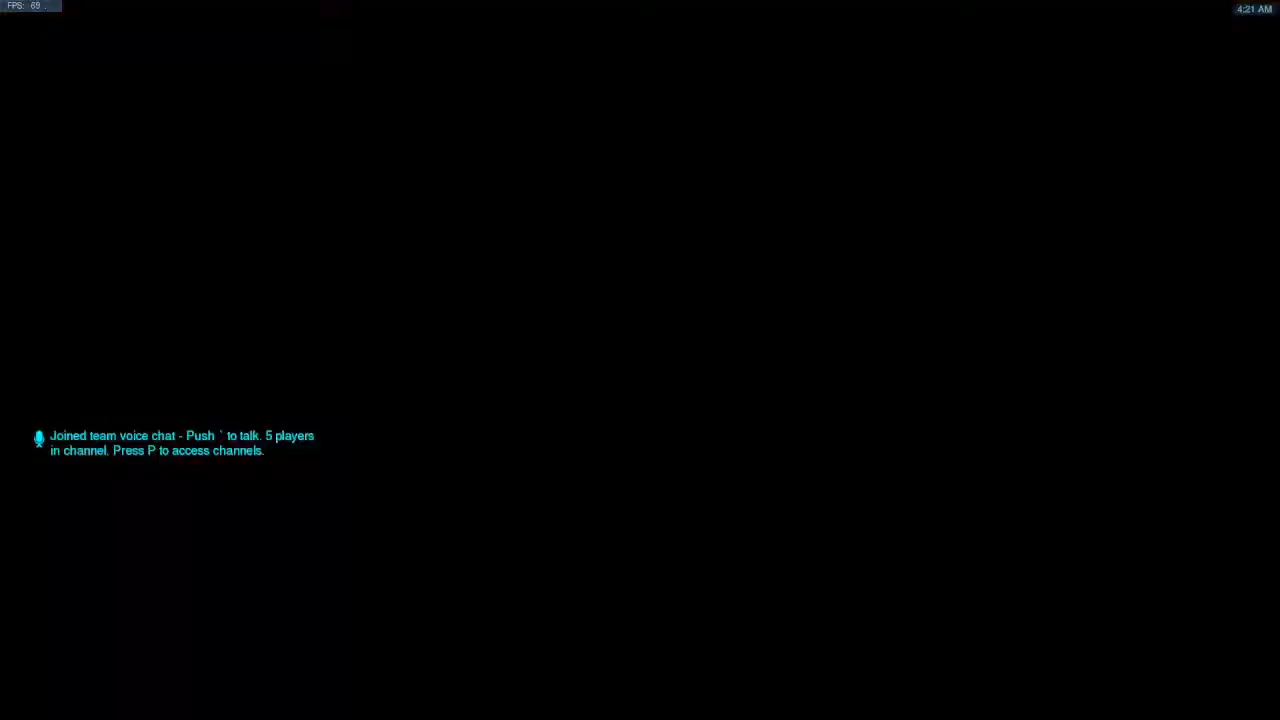 FPS: 69 .
4:21 AM
Joined team voice chat - Push ` to talk. 5 players
in channel. Press P to access channels.